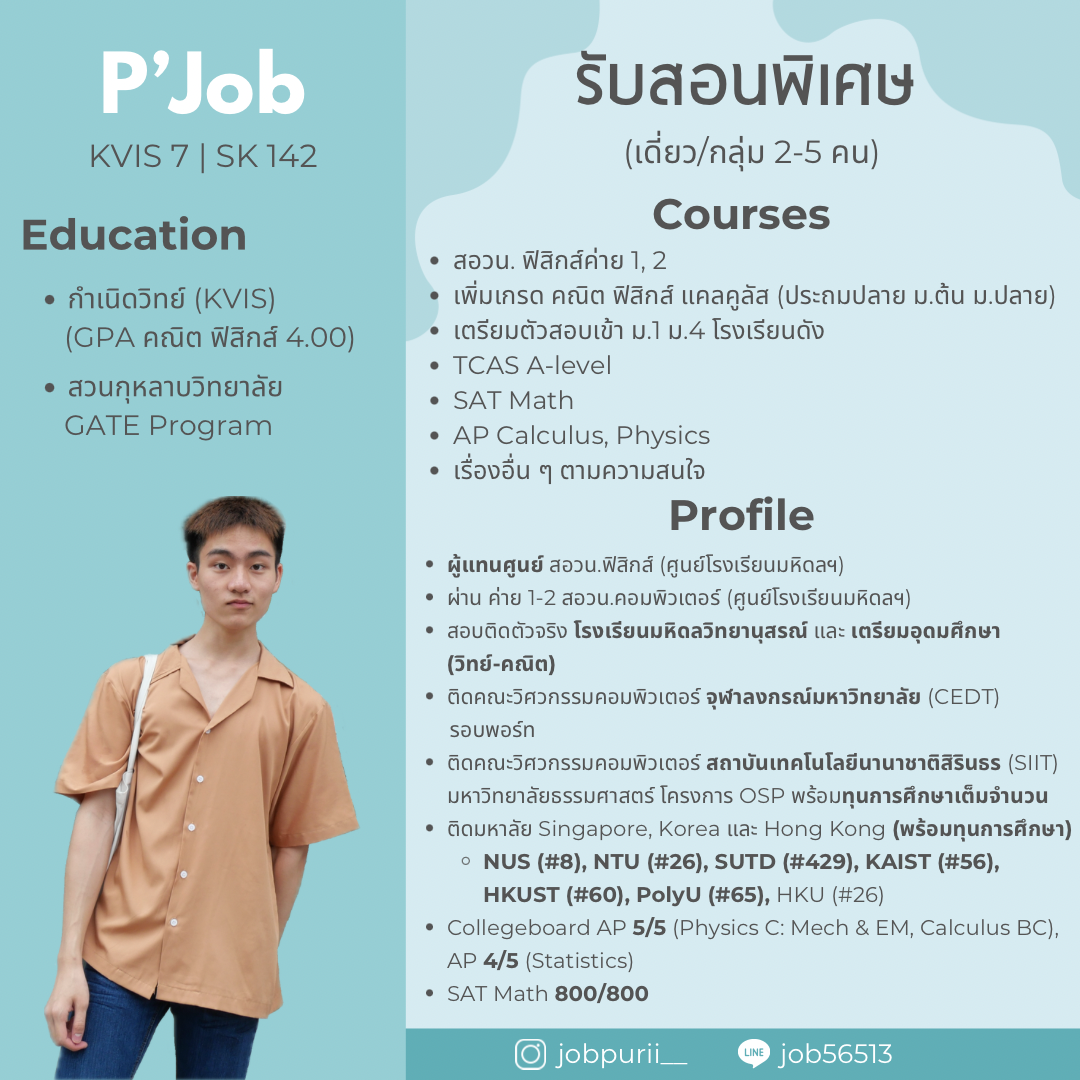 P’Job
KVIS 7 | SK 142
Education
• กำเนิดวิทย์ (KVIS)
(GPA คณิต ฟิสิกส์ 4.00)
• สวนกุหลาบวิทยาลัย
GATE Program
รับสอนพิเศษ
(เดี่ยว/กลุ่ม 2-5 คน)
Courses
• สอวน. ฟิสิกส์ค่าย 1, 2
• เพิ่มเกรด คณิต ฟิสิกส์ แคลคูลัส (ประถมปลาย ม.ต้น ม.ปลาย)
• เตรียมตัวสอบเข้า ม.1 ม.4 โรงเรียนดัง
• TCAS A-level
• SAT Math
• AP Calculus, Physics
• เรื่องอื่น ๆ ตามความสนใจ
Profile
• ผู้แทนศูนย์ สอวน.ฟิสิกส์ (ศูนย์โรงเรียนมหิดลฯ)
• ผ่าน ค่าย 1-2 สอวน.คอมพิวเตอร์ (ศูนย์โรงเรียนมหิดลฯ)
• สอบติดตัวจริง โรงเรียนมหิดลวิทยานุสรณ์ และ เตรียมอุดมศึกษา
(วิทย์-คณิต)
• ติดคณะวิศวกรรมคอมพิวเตอร์ จุฬาลงกรณ์มหาวิทยาลัย (CEDT)
รอบพอร์ท
• ติดคณะวิศวกรรมคอมพิวเตอร์ สถาบันเทคโนโลยีนานาชาติสิรินธร (SIIT)
มหาวิทยาลัยธรรมศาสตร์ โครงการ OSP พร้อมทุนการศึกษาเต็มจำนวน
• ติดมหาลัย Singapore, Korea และ Hong Kong (พร้อมทุนการศึกษา)
◦ NUS (#8), NTU (#26), SUTD (#429), KAIST (#56),
HKUST (#60), PolyU (#65), HKU (#26)
• Collegeboard AP 5/5 (Physics C: Mech & EM, Calculus BC),
AP 4/5 (Statistics)
• SAT Math 800/800
jobpurii__
LINE job56513